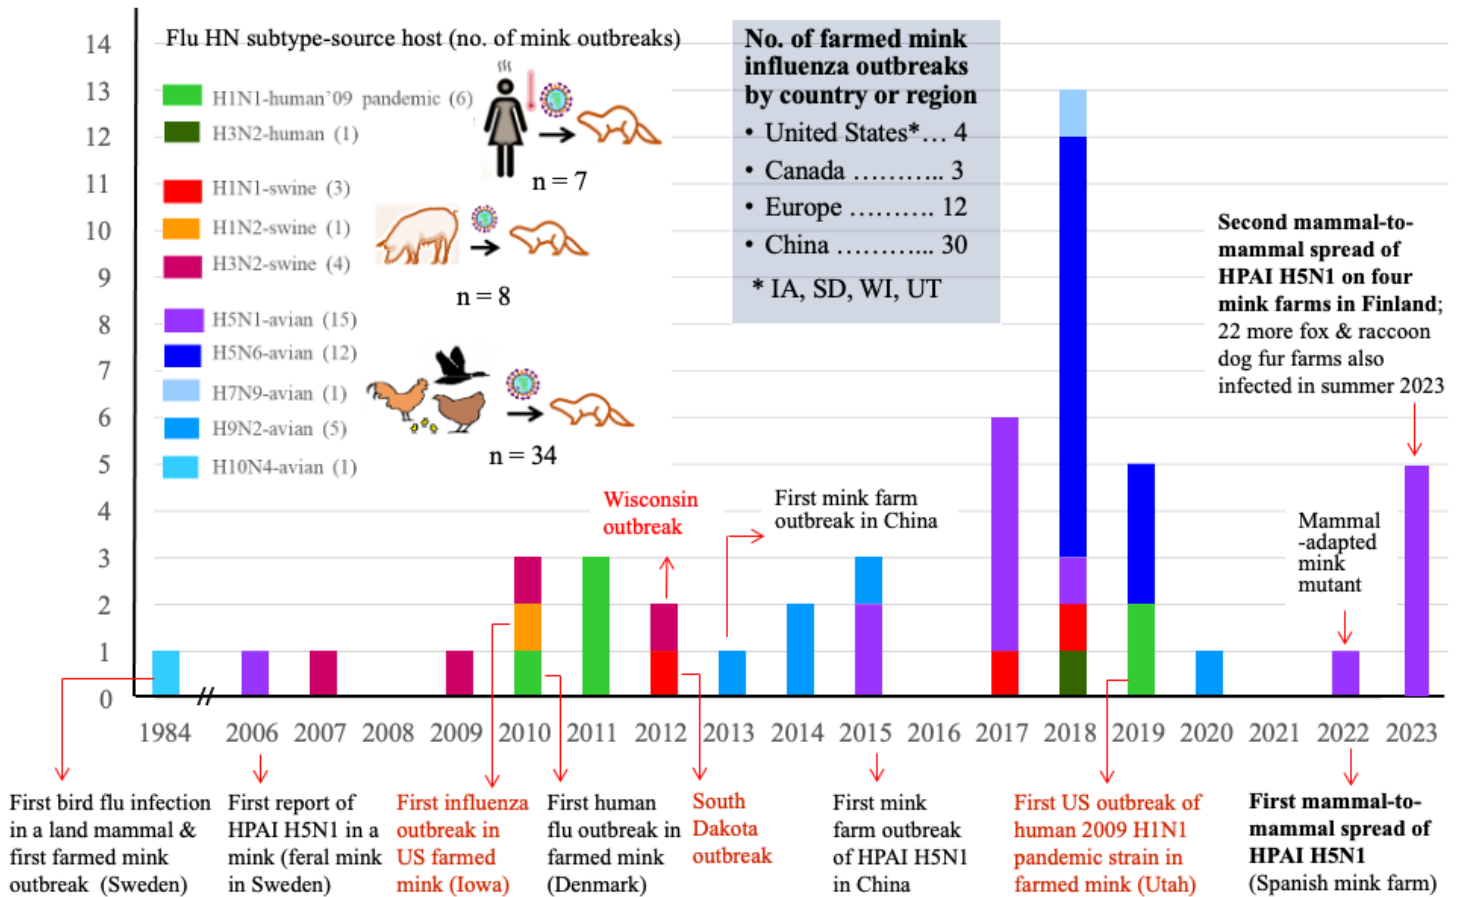 Flu HN subtype-source host (no. of mink outbreaks)
H1N1-human`09 pandemic (6)
H3N2-human (1)
n = 7
H1N1-swine (3)
H1N2-swine (1)
H3N2-swine (4)
n = 8
H5N1-avian (15)
H5N6-avian (12)
H7N9-avian (1)
H9N2-avian (5)
H10N4-avian (1)
n = 34
No. of farmed mink
influenza outbreaks
by country or region
• United States*... 4
• Canada ……….. 3
• Europe ………. 12
• China ………... 30
* IA, SD, WI, UT
Second mammal-to-
mammal spread of
HPAI H5N1 on four
mink farms in Finland;
22 more fox & raccoon
dog fur farms also
infected in summer 2023
Wisconsin
outbreak
First mink farm
outbreak in China
Mammal
-adapted
mink
mutant
14
13
12
11
10
9
8
7
6
5
4
3
2
1
0
1984 // 2006 2007 2008 2009 2010 2011 2012 2013 2014 2015 2016 2017 2018 2019 2020 2021 2022 2023
First bird flu infection
in a land mammal &
first farmed mink
outbreak (Sweden)
First report of
HPAI H5N1 in a
mink (feral mink
in Sweden)
First influenza
outbreak in
US farmed
mink (Iowa)
First human
flu outbreak in
farmed mink
(Denmark)
South
Dakota
outbreak
First mink
farm outbreak
of HPAI H5N1
in China
First US outbreak of
human 2009 H1N1
pandemic strain in
farmed mink (Utah)
First mammal-to-
mammal spread of
HPAI H5N1
(Spanish mink farm)